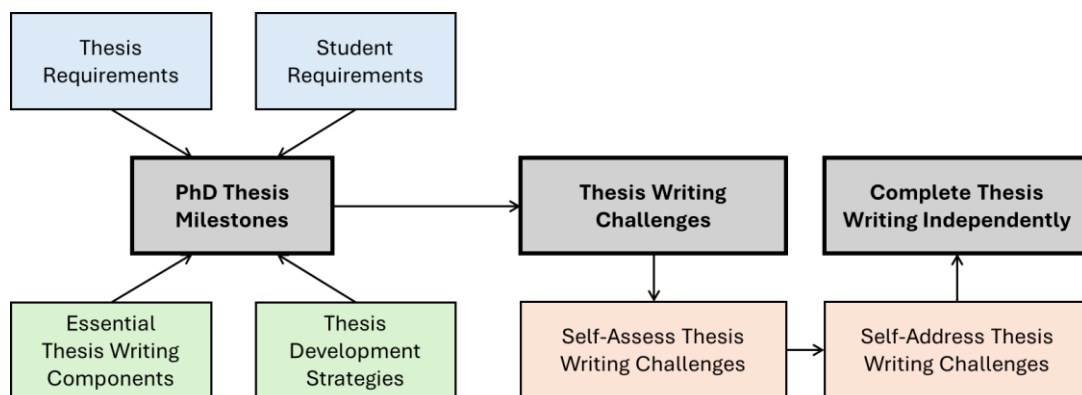 Thesis
Requirements
Student
Requirements
PhD Thesis
Milestones
Thesis Writing
Challenges
Complete Thesis
Writing Independently
Essential
Thesis Writing
Components
Thesis
Development
Strategies
Self-Assess Thesis
Writing Challenges
Self-Address Thesis
Writing Challenges